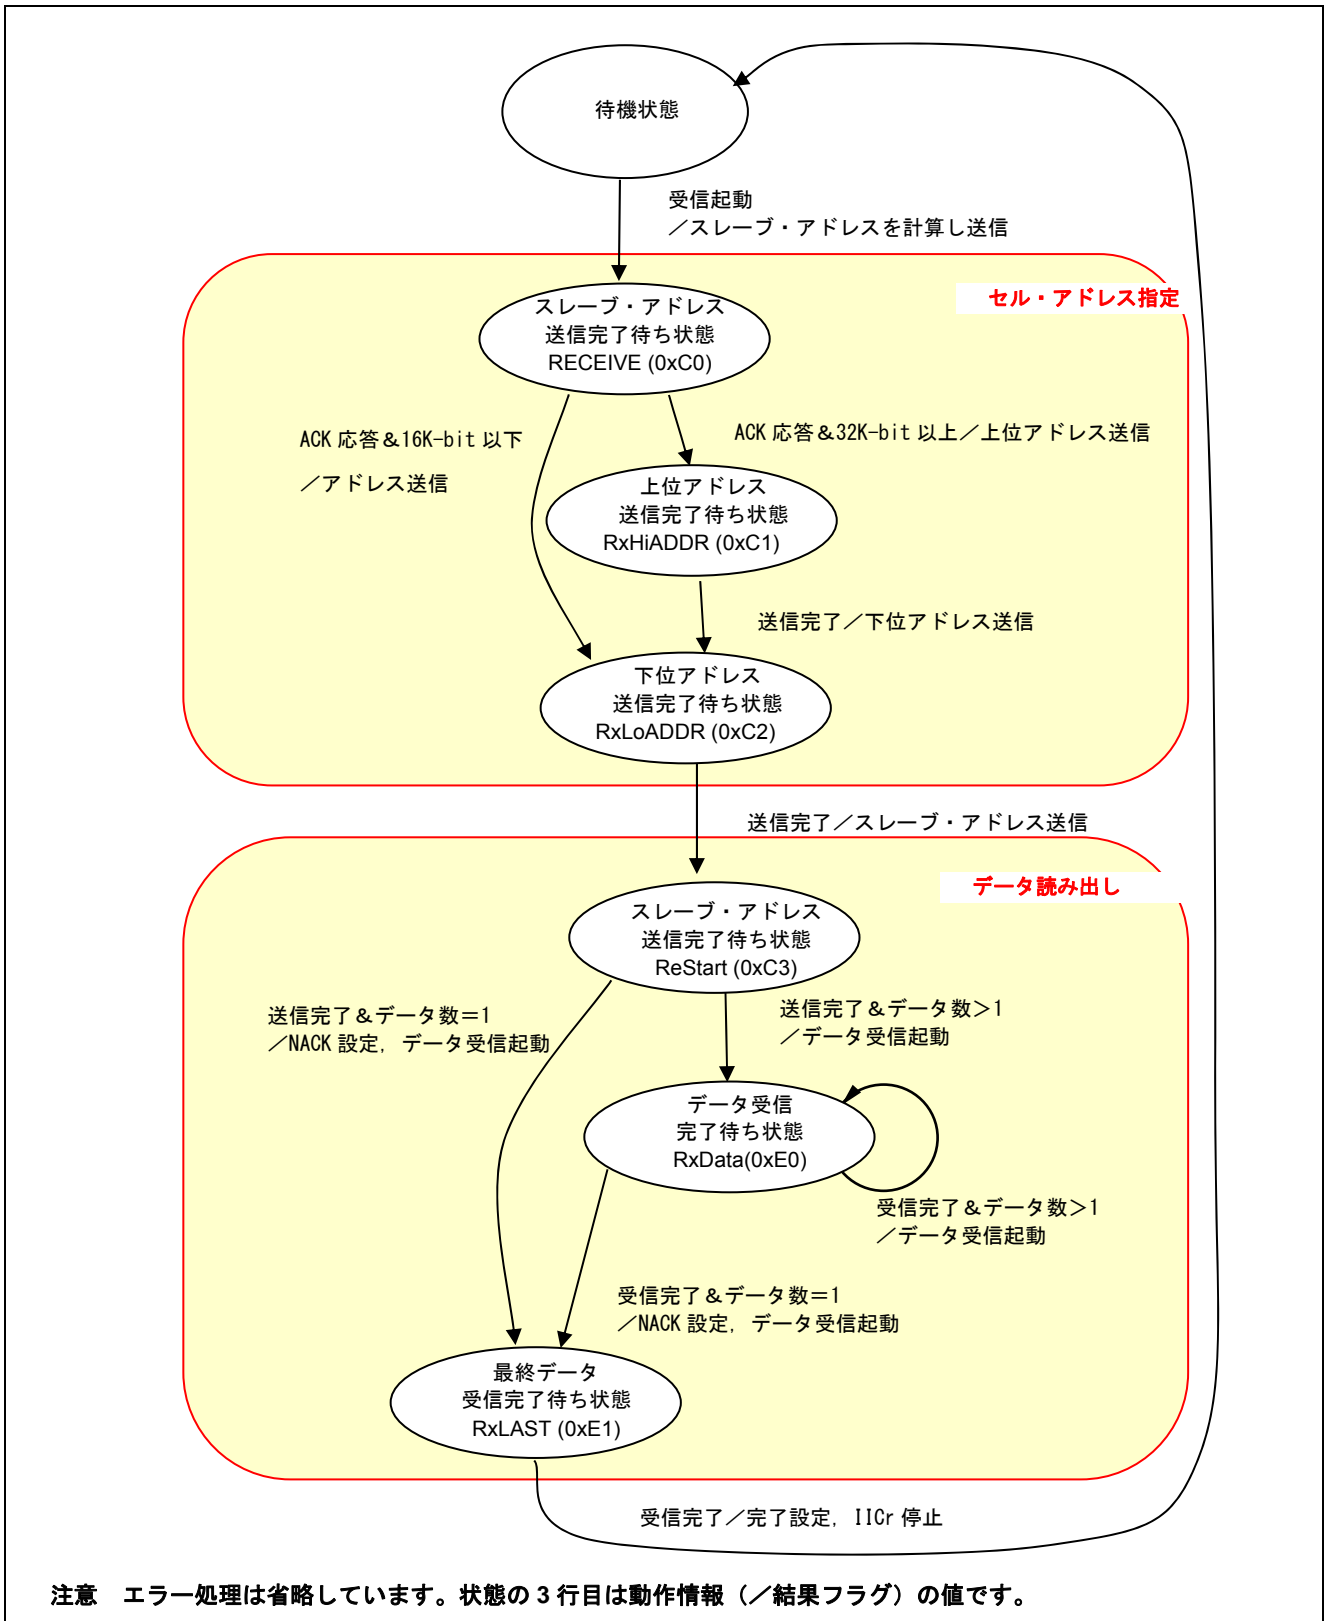 待機状態
受信起動
／スレーブ・アドレスを計算し送信
セル・アドレス指定
スレーブ・アドレス
送信完了待ち状態
RECEIVE (0xC0)
ACK 応答＆16K-bit 以下
／アドレス送信
ACK 応答＆32K-bit 以上／上位アドレス送信
上位アドレス
送信完了待ち状態
RxHiADDR (0xC1)
送信完了／下位アドレス送信
下位アドレス
送信完了待ち状態
RxLoADDR (0xC2)
送信完了／スレーブ・アドレス送信
データ読み出し
スレーブ・アドレス
送信完了待ち状態
ReStart (0xC3)
送信完了＆データ数＝1
／NACK 設定，データ受信起動
送信完了＆データ数＞1
／データ受信起動
データ受信
完了待ち状態
RxData(0xE0)
受信完了＆データ数＞1
／データ受信起動
受信完了＆データ数＝1
／NACK 設定，データ受信起動
最終データ
受信完了待ち状態
RxLAST (0xE1)
受信完了／完了設定，IICr 停止
注意　エラー処理は省略しています。状態の 3 行目は動作情報（／結果フラグ）の値です。